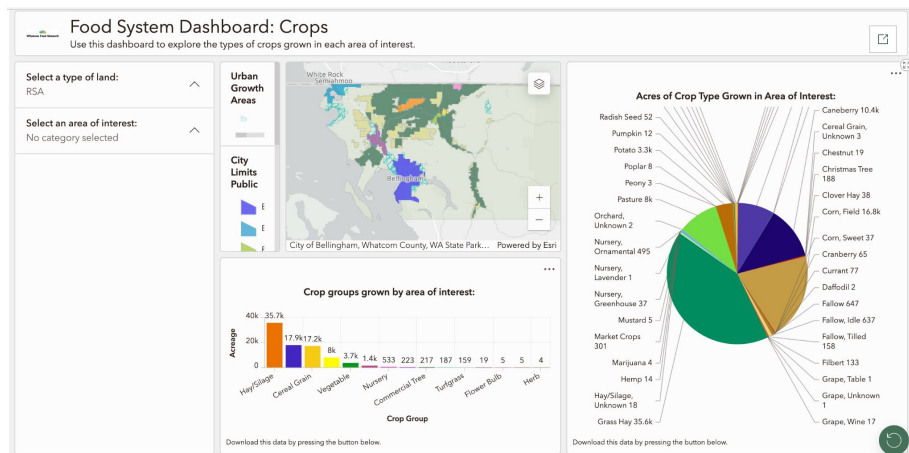 Whatcom Food Network
Food System Dashboard: Crops
Use this dashboard to explore the types of crops grown in each area of interest.
Select a type of land:
RSA
Select an area of interest:
No category selected
Urban
Growth
Areas
City
Limits
Public
White Rock
Semiahmoo
Bellingham
+
−
City of Bellingham, Whatcom County, WA State Park...
Powered by Esri
Crop groups grown by area of interest:
Acreage
40k
20k
0
35.7k
17.9k
17.2k
8k
3.7k
1.4k
533
223
217
187
159
19
5
5
4
Hay/Silage
Cereal Grain
Vegetable
Nursery
Commercial Tree
Turfgrass
Flower Bulb
Herb
Crop Group
Download this data by pressing the button below.
Acres of Crop Type Grown in Area of Interest:
Radish Seed 52
Pumpkin 12
Potato 3.3k
Poplar 8
Peony 3
Pasture 8k
Orchard,
Unknown 2
Nursery,
Ornamental 495
Nursery,
Lavender 1
Nursery,
Greenhouse 37
Mustard 5
Market Crops
301
Marijuana 4
Hemp 14
Hay/Silage,
Unknown 18
Grass Hay 35.6k
Caneberry 10.4k
Cereal Grain,
Unknown 3
Chestnut 19
Christmas Tree
188
Clover Hay 38
Corn, Field 16.8k
Corn, Sweet 37
Cranberry 65
Currant 77
Daffodil 2
Fallow 647
Fallow, Idle 637
Fallow, Tilled
158
Filbert 133
Grape, Table 1
Grape, Unknown
1
Grape, Wine 17
Download this data by pressing the button below.